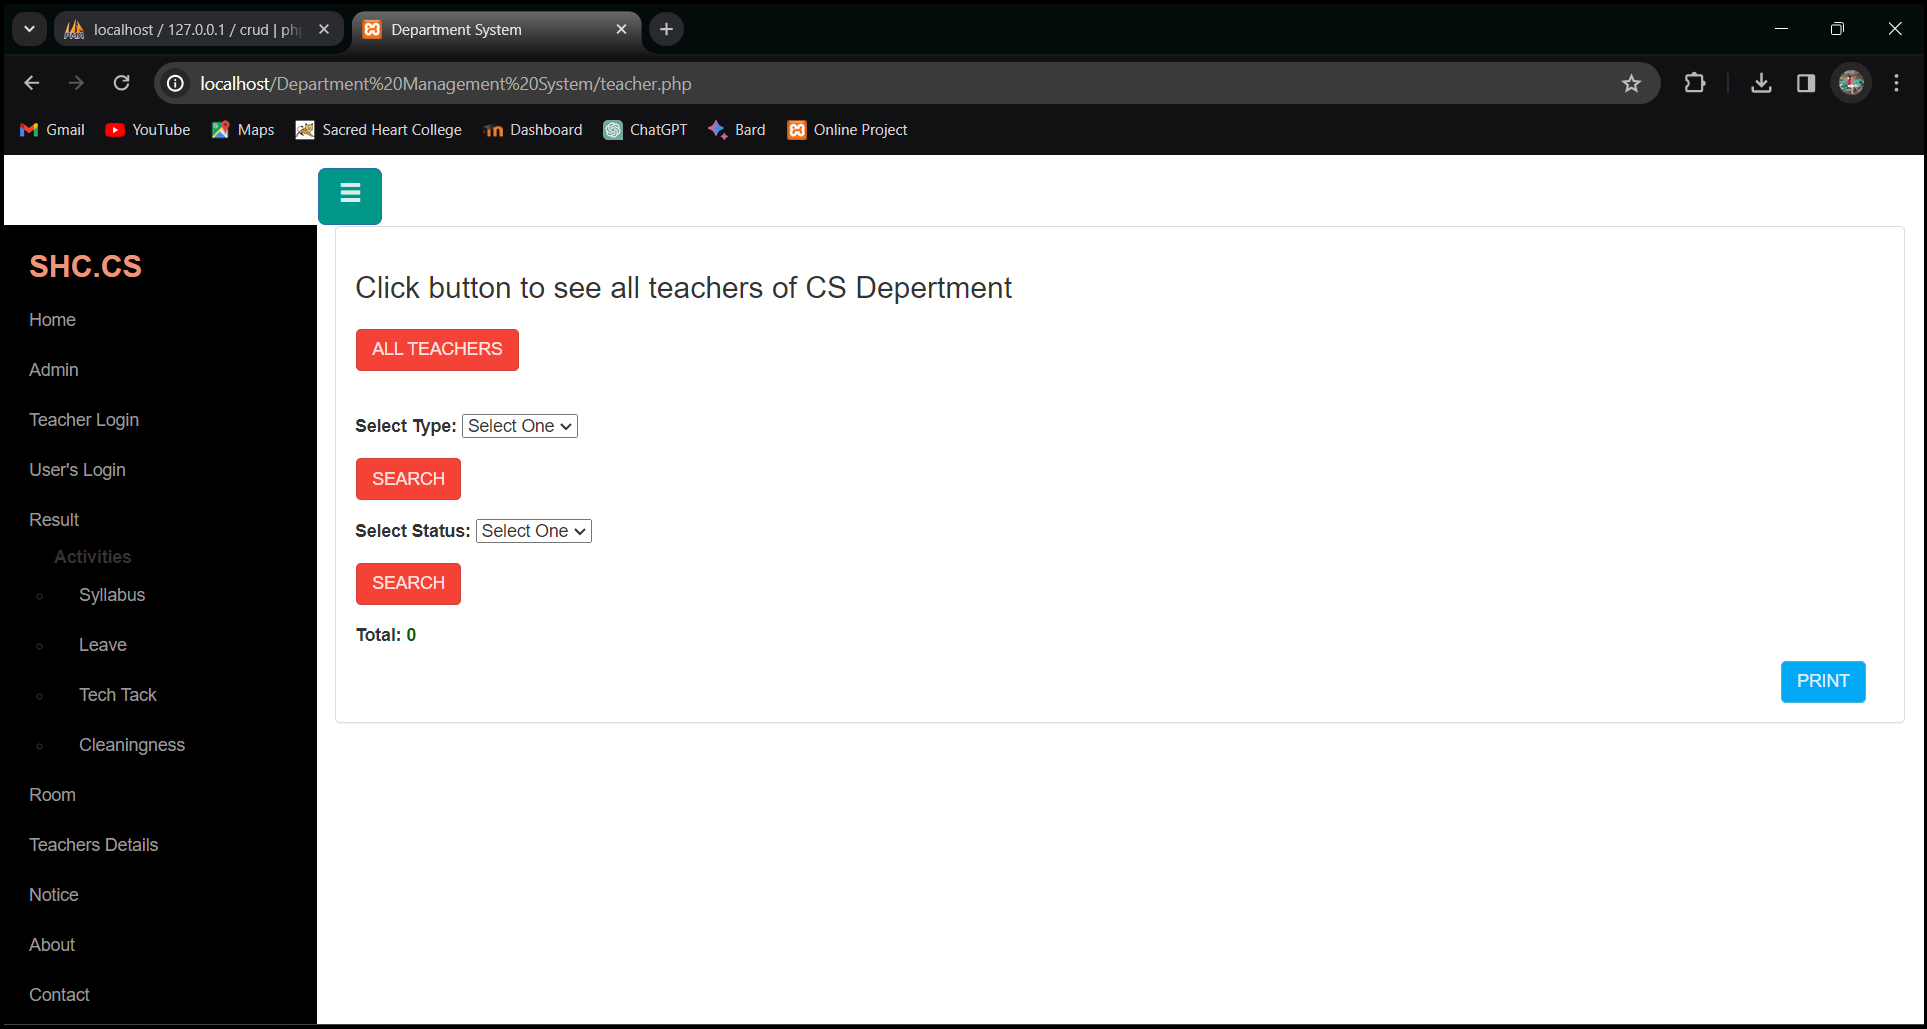 localhost / 127.0.0.1 / crud | ph
Department System
localhost/Department%20Management%20System/teacher.php
Gmail YouTube Maps Sacred Heart College Dashboard ChatGPT Bard Online Project
SHC.CS
Home
Admin
Teacher Login
User's Login
Result
Activities
Syllabus
Leave
Tech Tack
Cleaningness
Room
Teachers Details
Notice
About
Contact
Click button to see all teachers of CS Depertment
ALL TEACHERS
Select Type: Select One
SEARCH
Select Status: Select One
SEARCH
Total: 0
PRINT